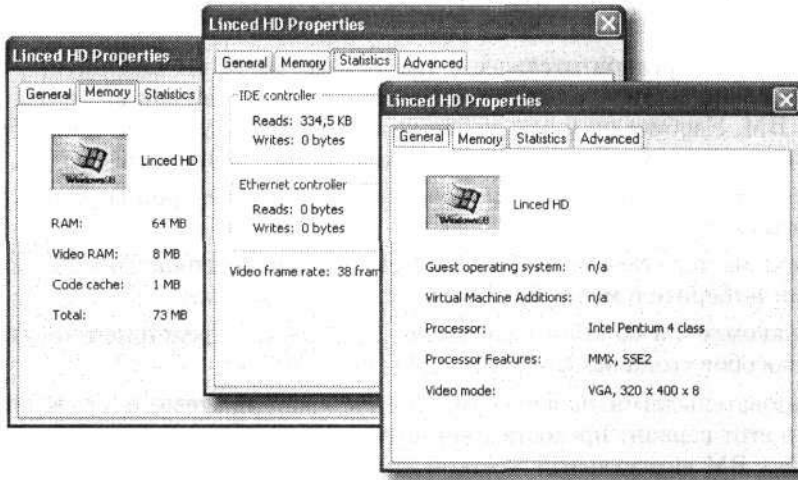 Linced HD Properties
General Memory Statistics
Linced HD
RAM: 64 MB
Video RAM: 8 MB
Code cache: 1 MB
Total: 73 MB
Linced HD Properties
General Memory Statistics Advanced
IDE controller
Reads: 334,5 KB
Writes: 0 bytes
Ethernet controller
Reads: 0 bytes
Writes: 0 bytes
Video frame rate: 38 fram
Linced HD Properties
General Memory Statistics Advanced
Linced HD
Guest operating system: n/a
Virtual Machine Additions: n/a
Processor: Intel Pentium 4 class
Processor Features: MMX, SSE2
Video mode: VGA, 320 x 400 x 8